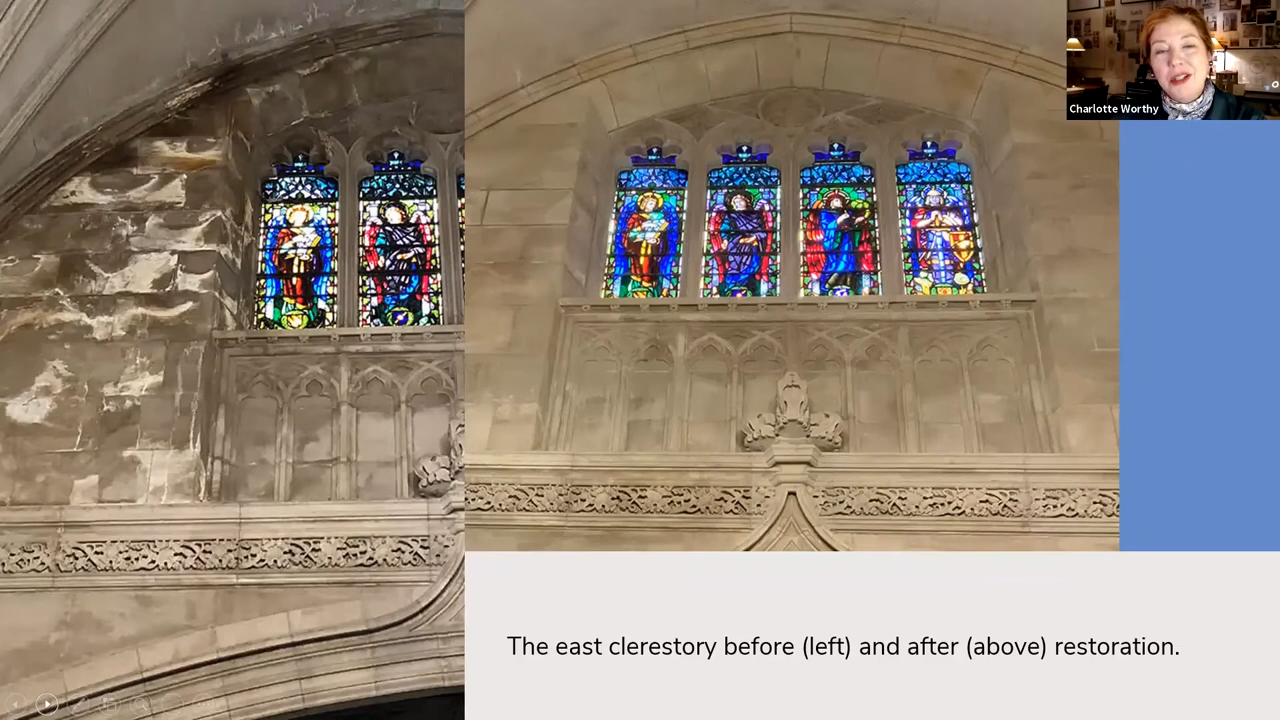 Charlotte Worthy
The east clerestory before (left) and after (above) restoration.